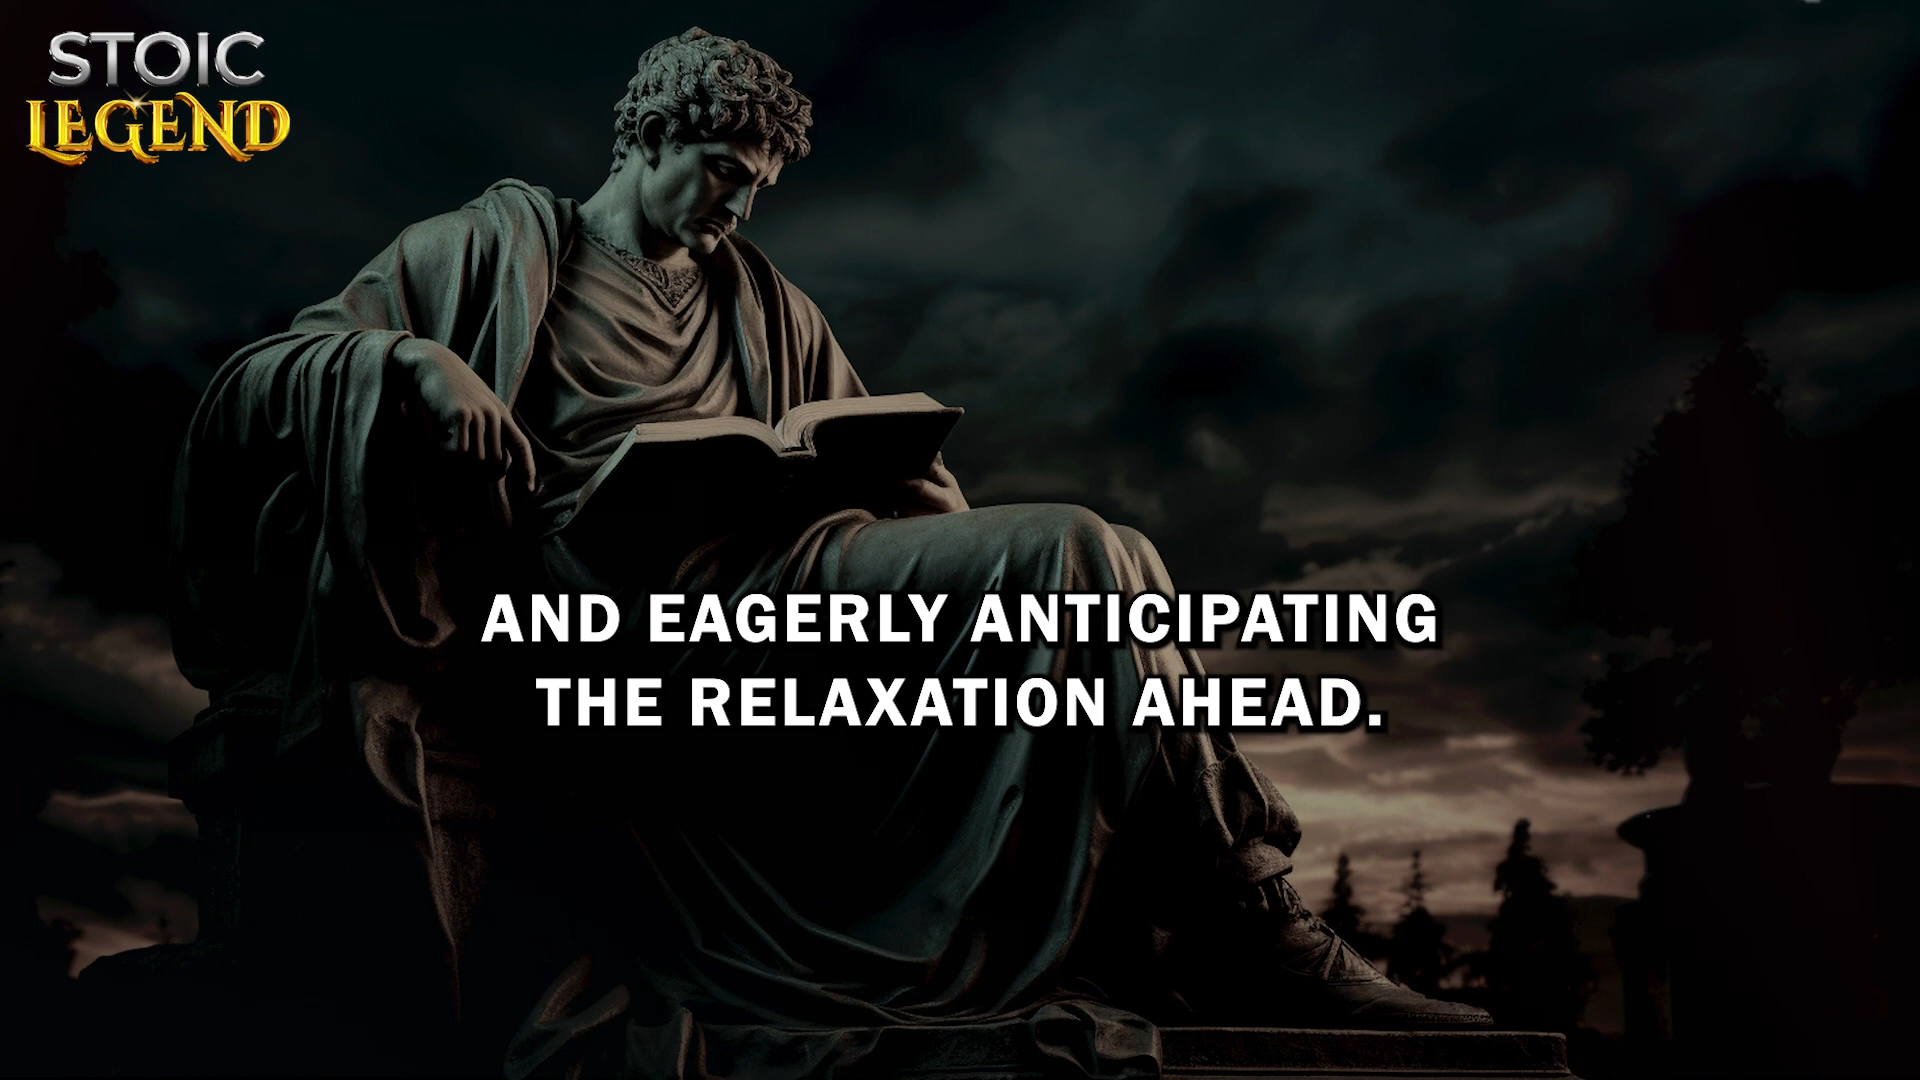 STOIC
LEGEND
AND EAGERLY ANTICIPATING
THE RELAXATION AHEAD.